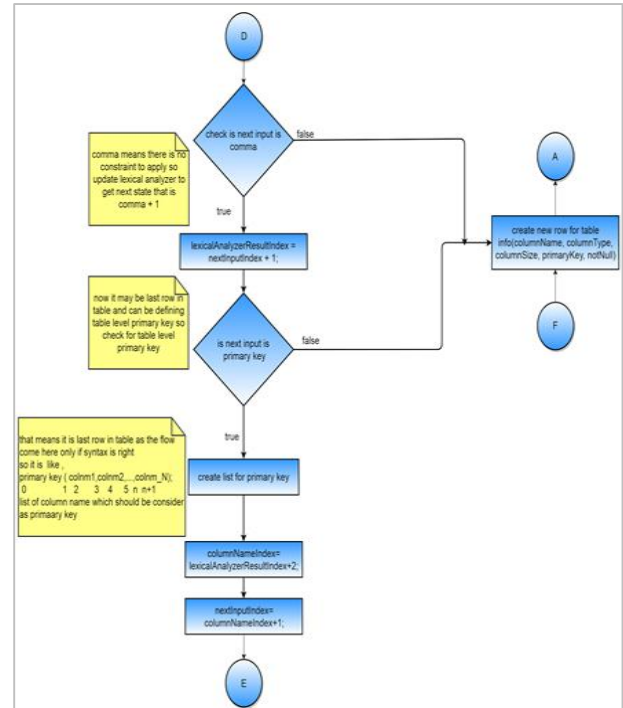 D
check is next input is
comma
false
comma means there is no
constraint to apply so
update lexical analyzer to
get next state that is
comma + 1
true
A
create new row for table
info(columnName, columnType,
columnSize, primaryKey, notNull)
lexicalAnalyzerResultIndex =
nextInputIndex + 1;
now it may be last row in
table and can be defining
table level primary key so
check for table level
primary key
F
is next input is
primary key
false
true
that means it is last row in table as the flow
come here only if syntax is right
so it is like ,
primary key ( colnm1,colnm2,...,colnm_N);
0 1 2 3 4 5 n n+1
list of column name which should be consider
as primaary key
create list for primary key
columnNameIndex=
lexicalAnalyzerResultIndex+2;
nextInputIndex=
columnNameIndex+1;
E